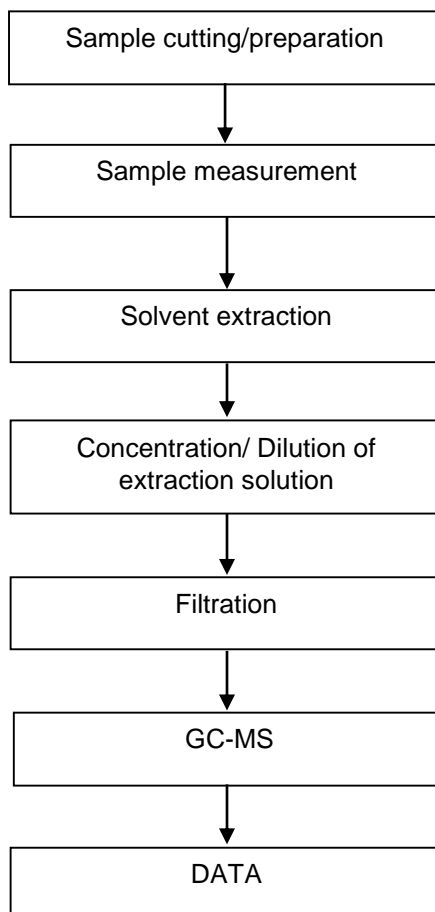 Sample cutting/preparation
Sample measurement
Solvent extraction
Concentration/ Dilution of
extraction solution
Filtration
GC-MS
DATA